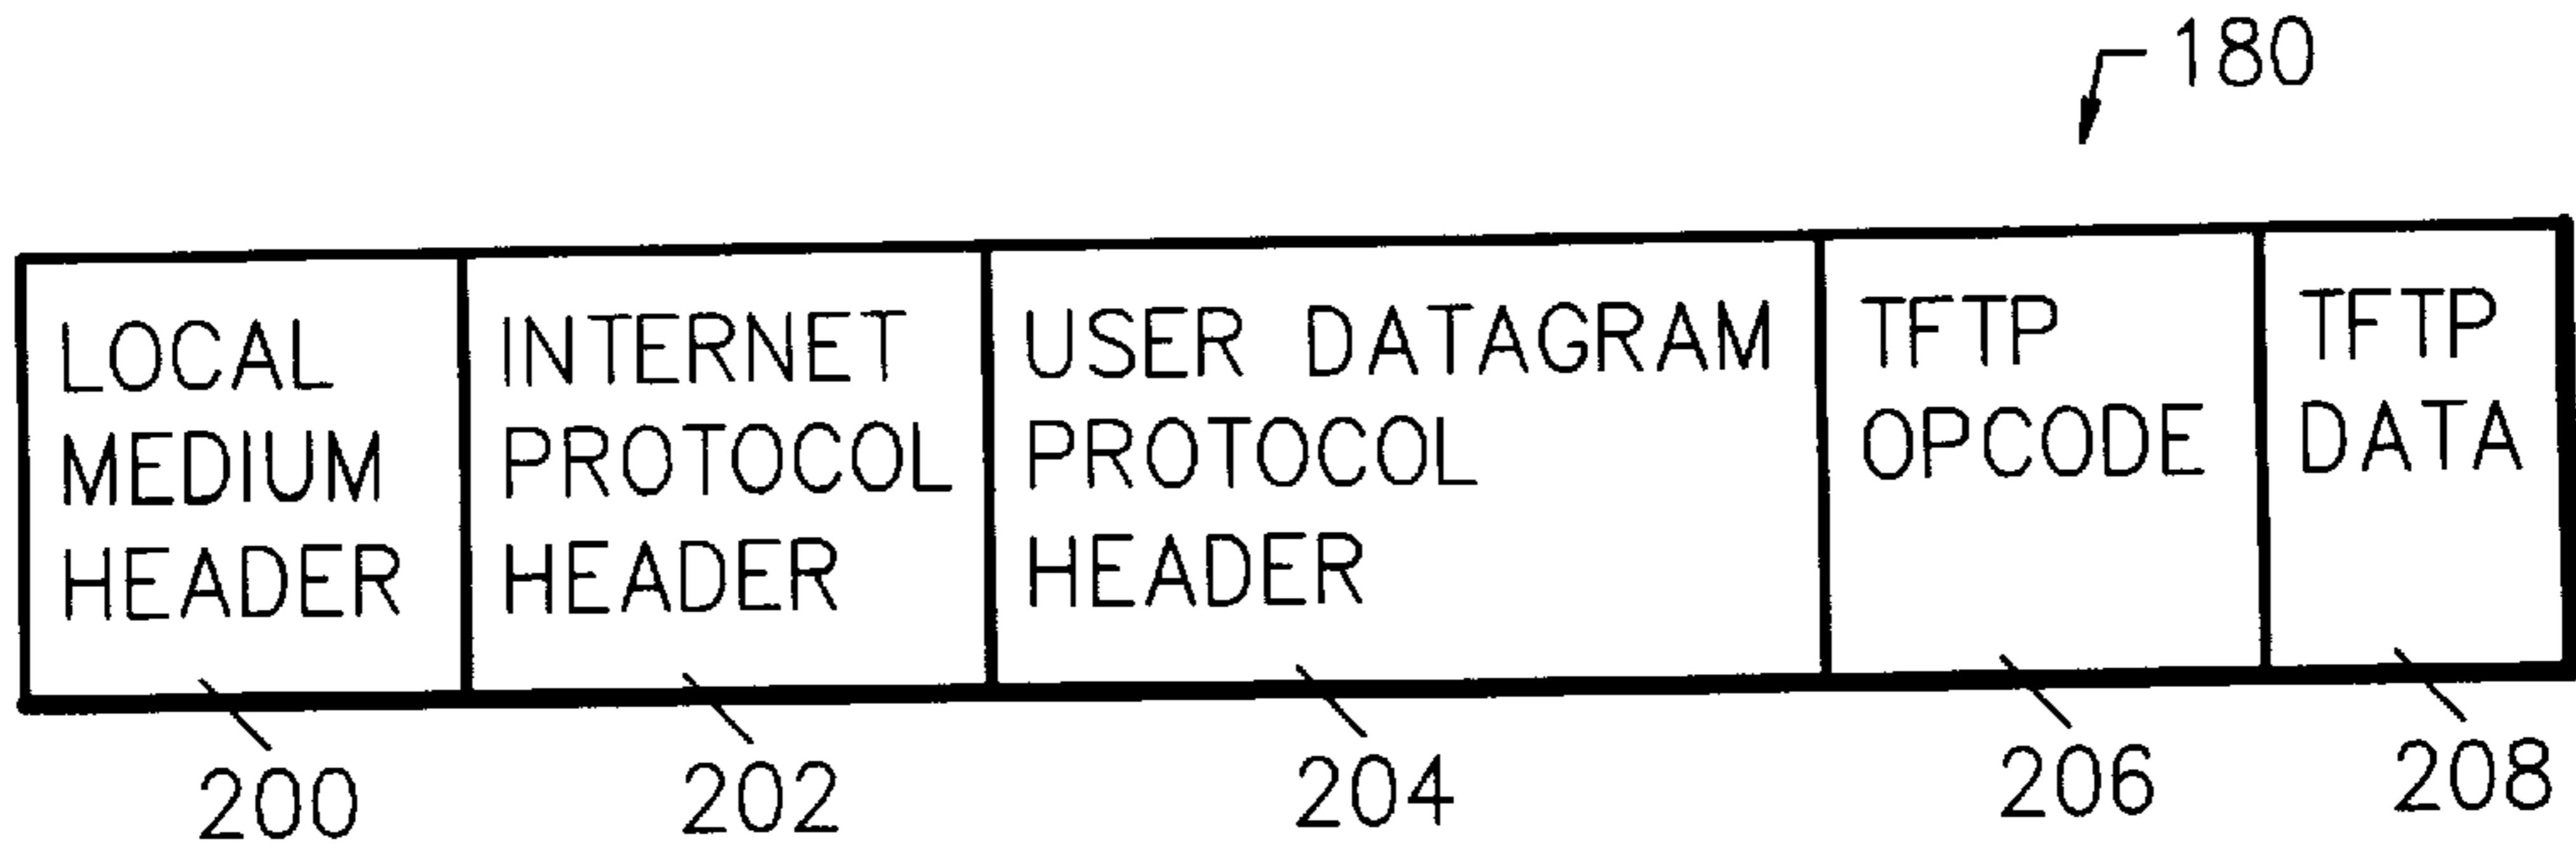 180
LOCAL
MEDIUM
HEADER
INTERNET
PROTOCOL
HEADER
USER DATAGRAM
PROTOCOL
HEADER
TFTP
OPCODE
TFTP
DATA
200
202
204
206
208